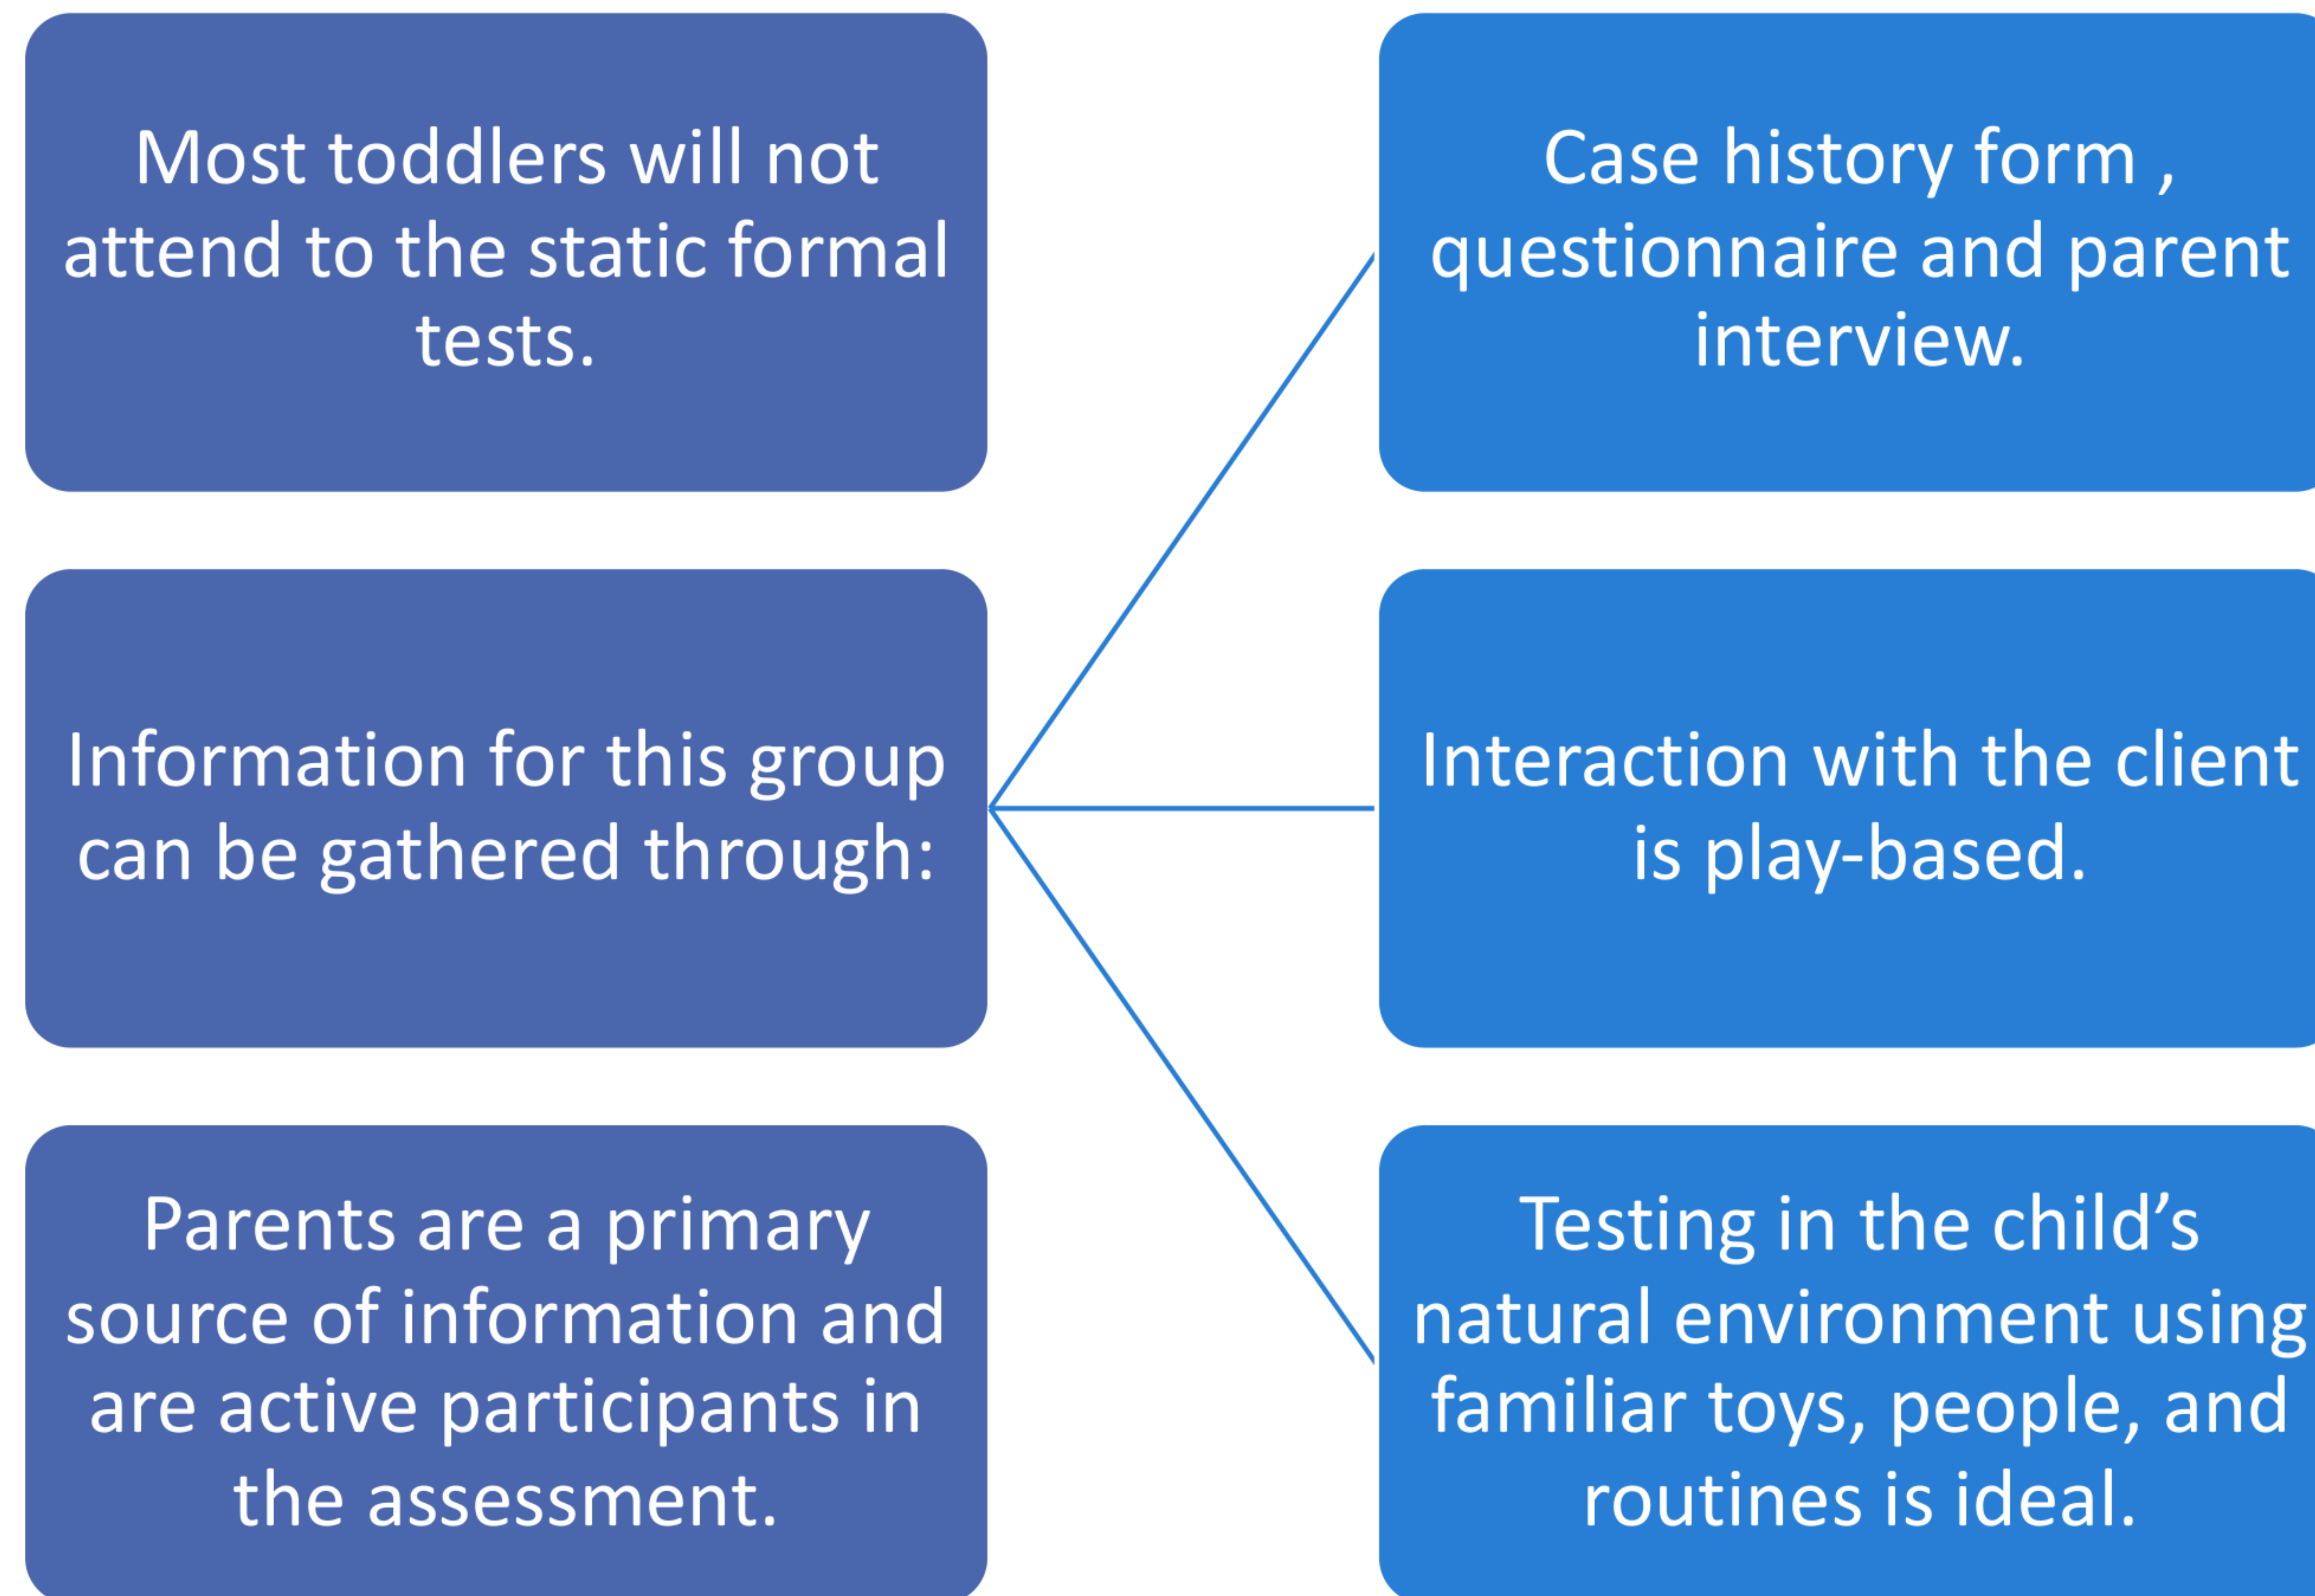 Most toddlers will not
attend to the static formal
tests.
Information for this group
can be gathered through:
Case history form ,
questionnaire and parent
interview.
Interaction with the client
is play-based.
Testing in the child’s
natural environment using
familiar toys, people, and
routines is ideal.
Parents are a primary
source of information and
are active participants in
the assessment.